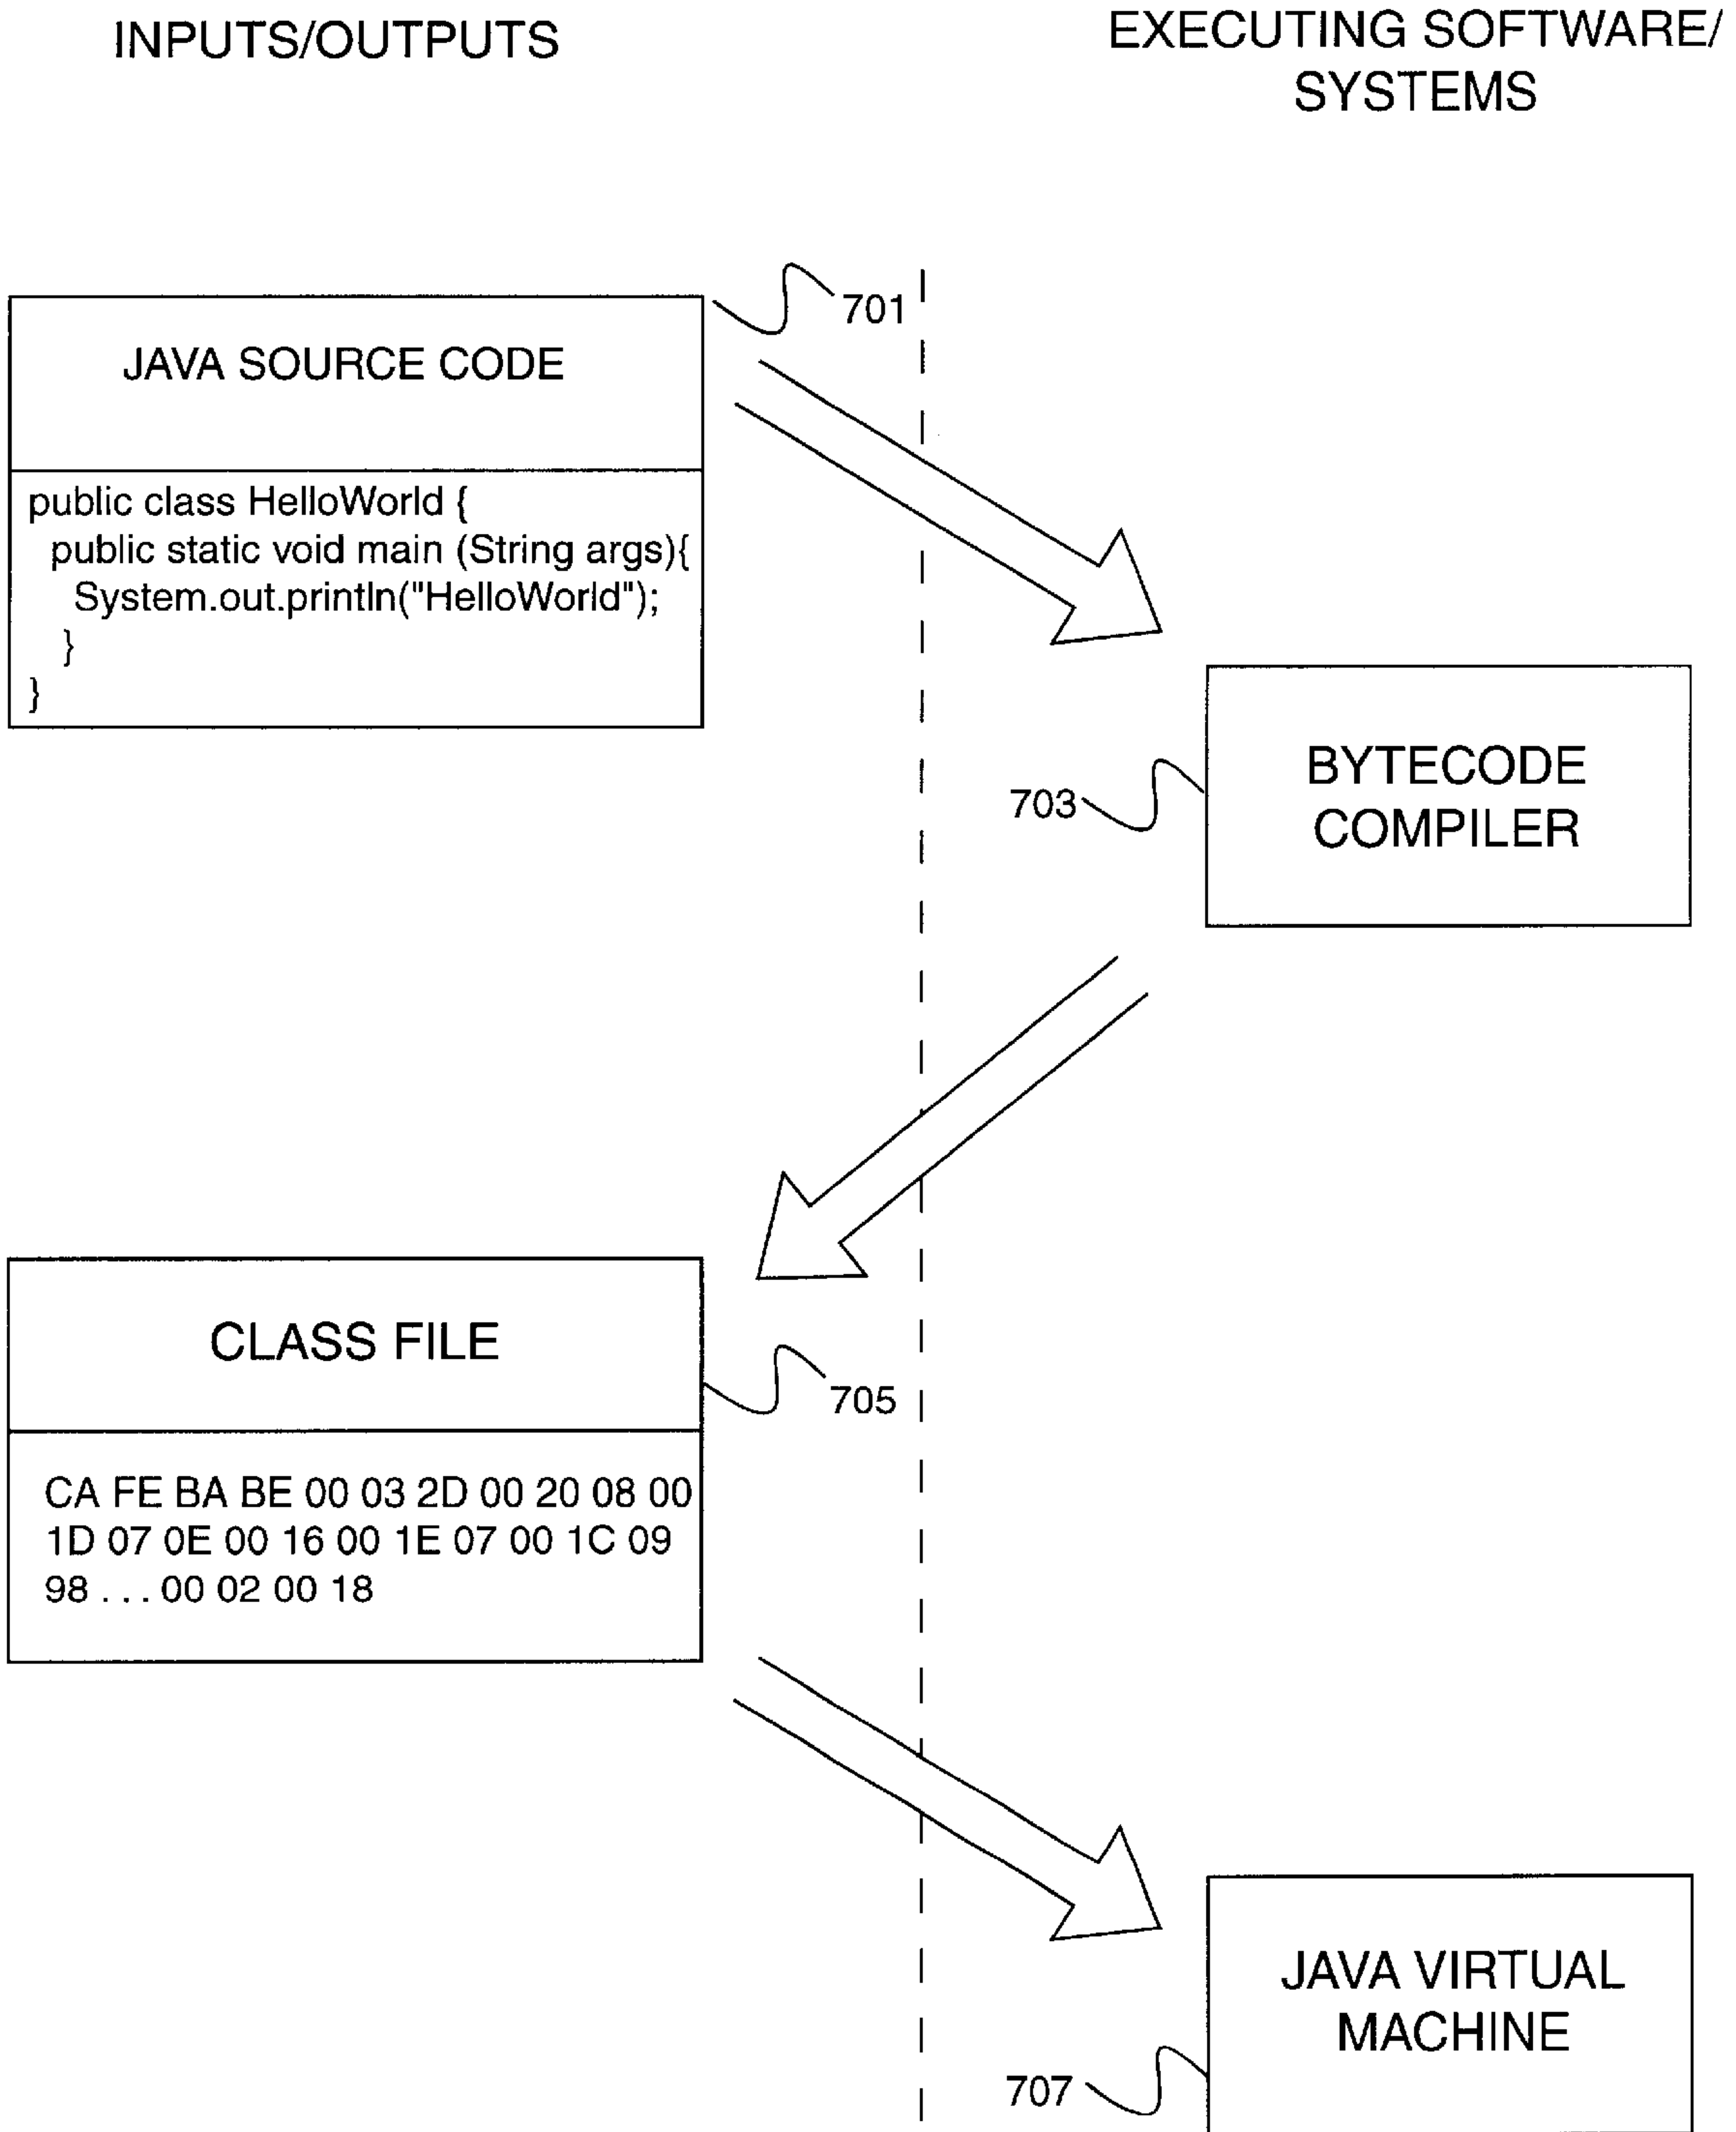 INPUTS/OUTPUTS
EXECUTING SOFTWARE/
SYSTEMS
701
JAVA SOURCE CODE
public class HelloWorld {
public static void main (String args){
System.out.println("HelloWorld");
}
}
703
BYTECODE
COMPILER
CLASS FILE
705
CA FE BA BE 00 03 2D 00 20 08 00
1D 07 0E 00 16 00 1E 07 00 1C 09
98 . . . 00 02 00 18
JAVA VIRTUAL
MACHINE
707